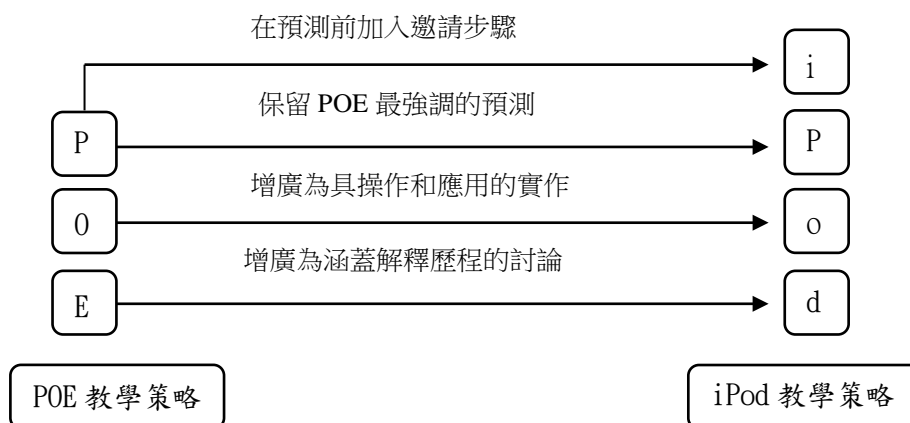 在預測前加入邀請步驟
i
保留 POE 最強調的預測
P
P
增廣為具操作和應用的實作
O
o
增廣為涵蓋解釋歷程的討論
E
d
POE 教學策略
iPod 教學策略